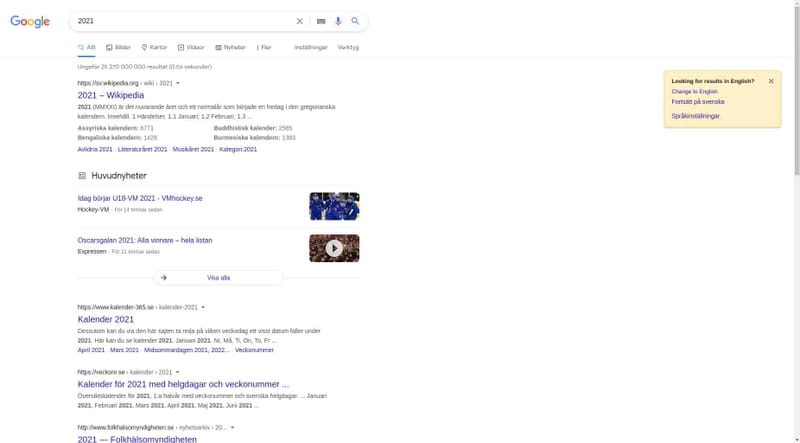 Google
2021
Allt Bilder Kartor Videor Nyheter Fler Inställningar Verktyg
Ungefär 25 270 000 000 resultat (0,56 sekunder)
Looking for results in English?
Change to English
Fortsätt på svenska
Språkinställningar
https://sv.wikipedia.org › wiki › 2021
2021 – Wikipedia
2021 (MMXXI) är det nuvarande året och ett normalår som började en fredag i den gregorianska
kalendern. Innehåll. 1 Händelser. 1.1 Januari; 1.2 Februari; 1.3 ...
Assyriska kalendern: 6771 Buddhistisk kalender: 2565
Bengaliska kalendern: 1428 Burmesiska kalendern: 1383
Avlidna 2021 · Litteraturåret 2021 · Musikåret 2021 · Kategori:2021
Huvudnyheter
Idag börjar U18-VM 2021 - VMhockey.se
Hockey-VM · För 14 timmar sedan
Oscarsgalan 2021: Alla vinnare – hela listan
Expressen · För 21 timmar sedan
Visa alla
https://www.kalender-365.se › kalender-2021
Kalender 2021
Dessutom kan du via den här sajten ta reda på vilken veckodag ett visst datum faller under
2021. Här kan du se kalender 2021. Januari 2021. Nr, Må, Ti, On, To, Fr ...
April 2021 · Mars 2021 · Midsommardagen 2021, 2022... · Veckonummer
https://veckonr.se › kalender › 2021
Kalender för 2021 med helgdagar och veckonummer ...
Översiktskalender för 2021, 1:a halvår med veckonummer och svenska helgdagar. ... Januari
2021, Februari 2021, Mars 2021, April 2021, Maj 2021, Juni 2021 ...
http://www.folkhalsomyndigheten.se › nyhetsarkiv › 20...
2021 — Folkhälsomyndigheten